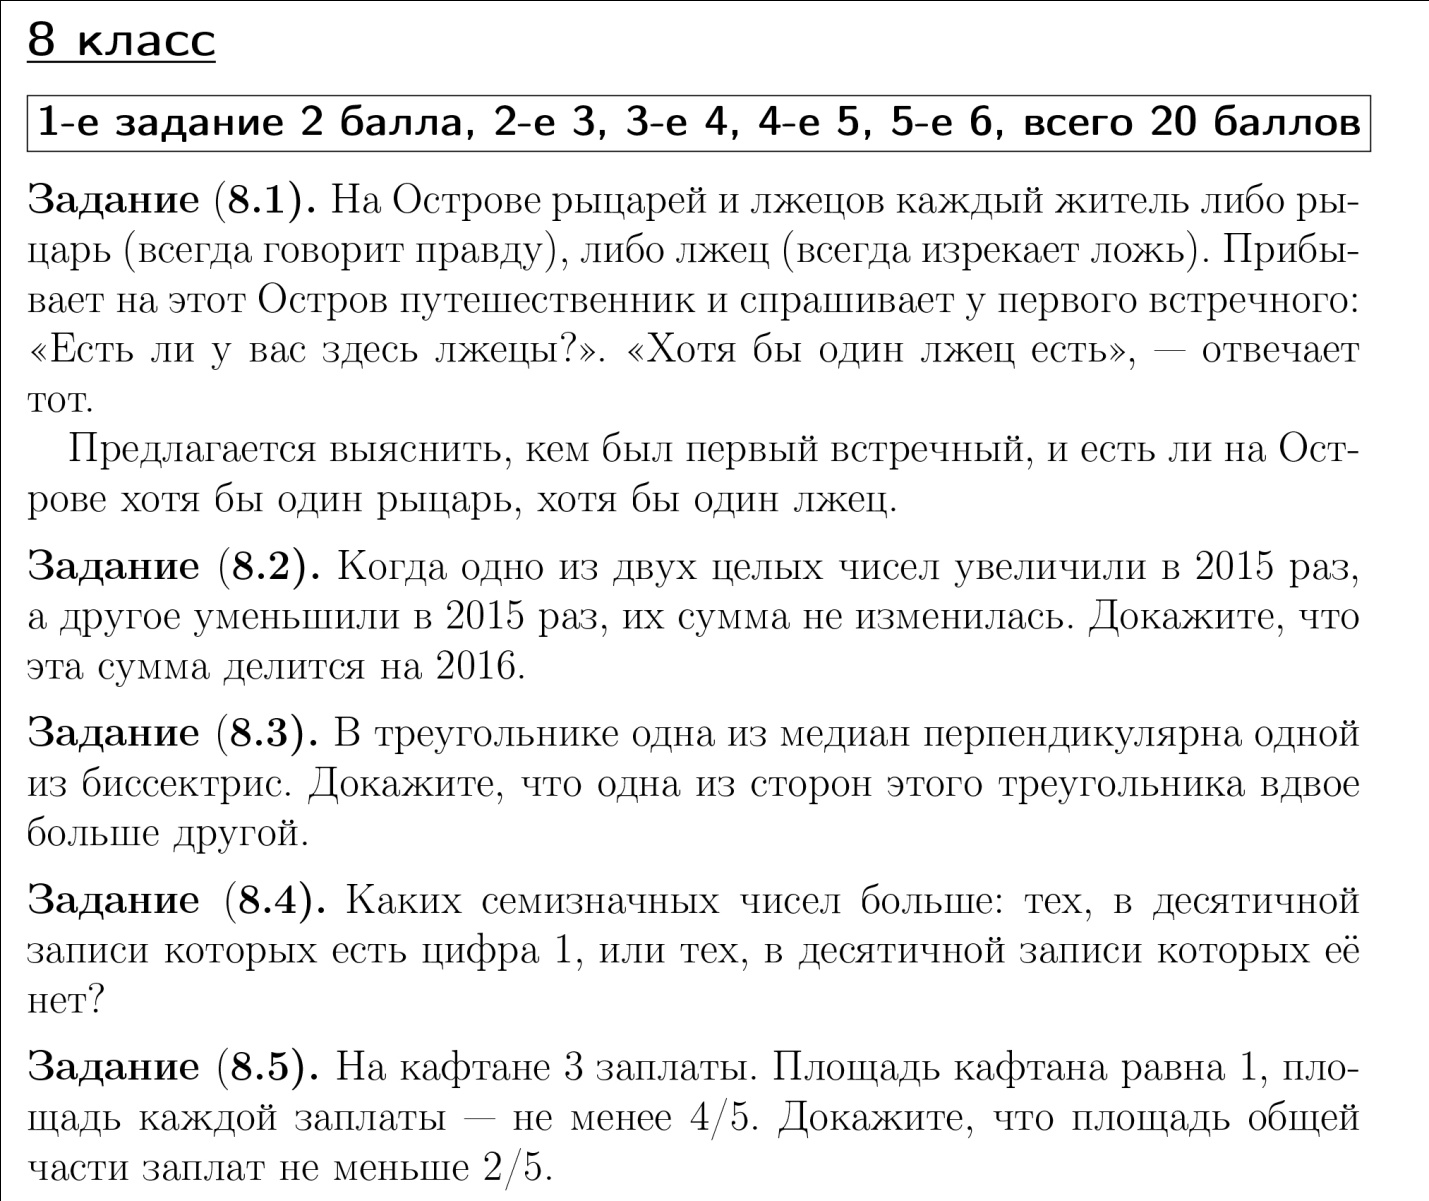 8 класс
1-е задание 2 балла, 2-е 3, 3-е 4, 4-е 5, 5-е 6, всего 20 баллов
Задание (8.1). На Острове рыцарей и лжецов каждый житель либо ры-
царь (всегда говорит правду), либо лжец (всегда изрекает ложь). Прибы-
вает на этот Остров путешественник и спрашивает у первого встречного:
«Есть ли у вас здесь лжецы?». «Хотя бы один лжец есть», — отвечает
тот.
Предлагается выяснить, кем был первый встречный, и есть ли на Ост-
рове хотя бы один рыцарь, хотя бы один лжец.
Задание (8.2). Когда одно из двух целых чисел увеличили в 2015 раз,
а другое уменьшили в 2015 раз, их сумма не изменилась. Докажите, что
эта сумма делится на 2016.
Задание (8.3). В треугольнике одна из медиан перпендикулярна одной
из биссектрис. Докажите, что одна из сторон этого треугольника вдвое
больше другой.
Задание (8.4). Каких семизначных чисел больше: тех, в десятичной
записи которых есть цифра 1, или тех, в десятичной записи которых её
нет?
Задание (8.5). На кафтане 3 заплаты. Площадь кафтана равна 1, пло-
щадь каждой заплаты — не менее 4/5. Докажите, что площадь общей
части заплат не меньше 2/5.